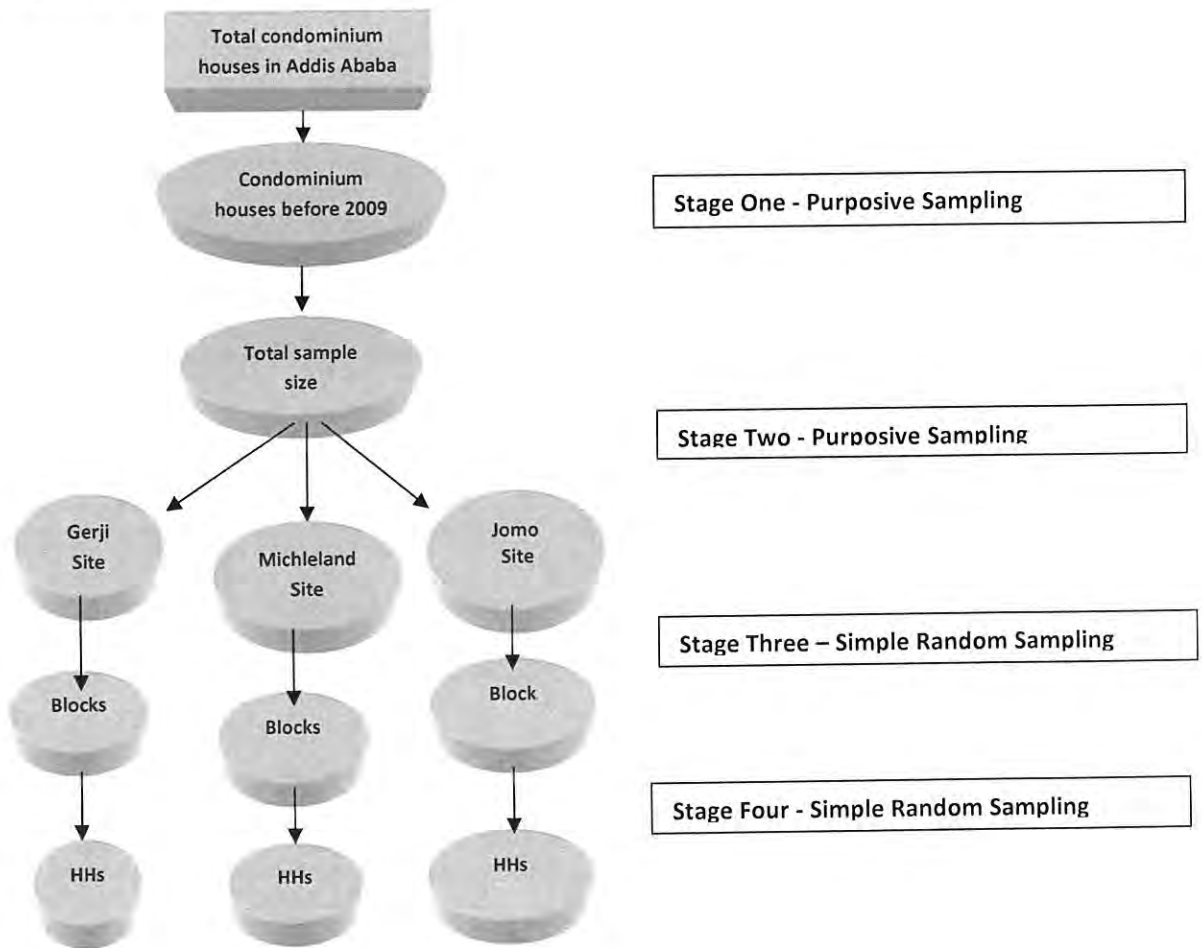 Total condominium
houses in Addis Ababa
Condominium
houses before 2009
Stage One - Purposive Sampling
Total sample
size
Stage Two - Purposive Sampling
Gerji
Site
Michleland
Site
Jomo
Site
Stage Three – Simple Random Sampling
Blocks
Blocks
Block
Stage Four - Simple Random Sampling
HHs
HHs
HHs